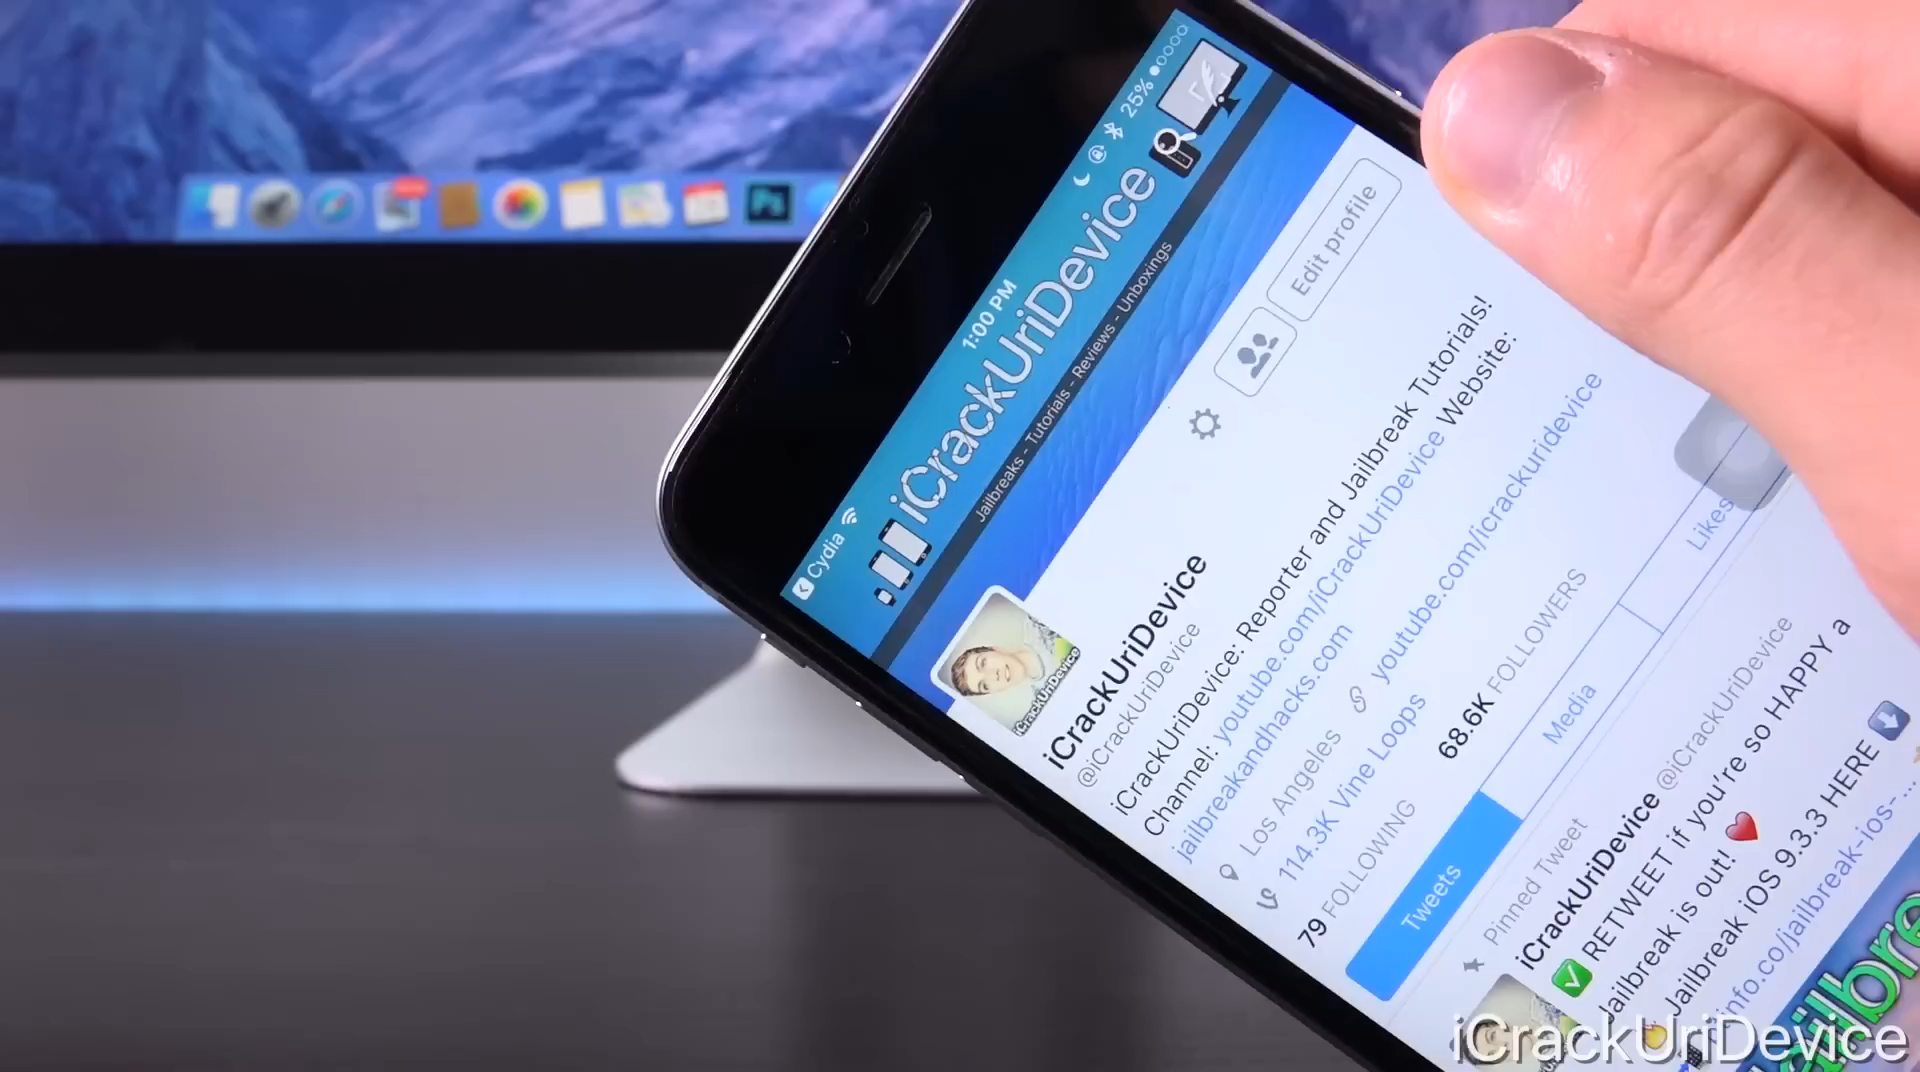 Cydia
1:00 PM
25%
iCrackUriDevice
Jailbreaks - Tutorials - Reviews - Unboxings
Edit profile
iCrackUriDevice
iCrackUriDevice
@iCrackUriDevice
iCrackUriDevice: Reporter and Jailbreak Tutorials!
Channel: youtube.com/iCrackUriDevice Website:
jailbreakandhacks.com
Los Angeles
youtube.com/icrackuridevice
114.3K Vine Loops
79 FOLLOWING
68.6K FOLLOWERS
Tweets
Media
Likes
Pinned Tweet
iCrackUriDevice @iCrackUriDevice
✅ RETWEET if you're so HAPPY a
Jailbreak is out! ❤️
Jailbreak iOS 9.3.3 HERE ⬇️
info.co/jailbreak-ios-...
Ps
iCrackUriDevice